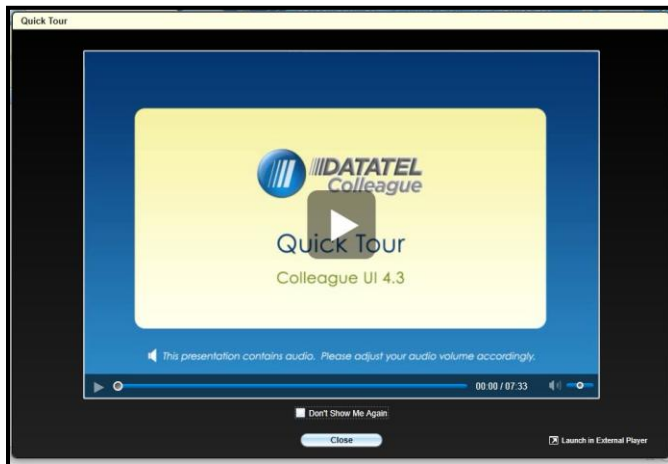 Quick Tour
DATATEL
Colleague
Quick Tour
Colleague UI 4.3
This presentation contains audio. Please adjust your audio volume accordingly.
00:00 / 07:33
Don't Show Me Again
Close
Launch in External Player